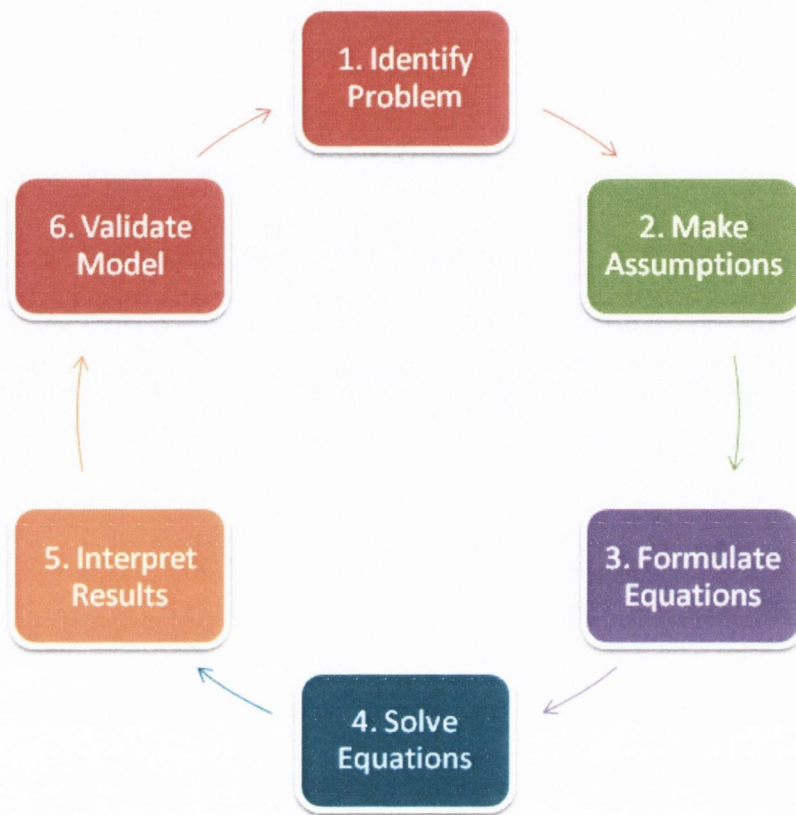 1. Identify
Problem
2. Make
Assumptions
3. Formulate
Equations
4. Solve
Equations
5. Interpret
Results
6. Validate
Model